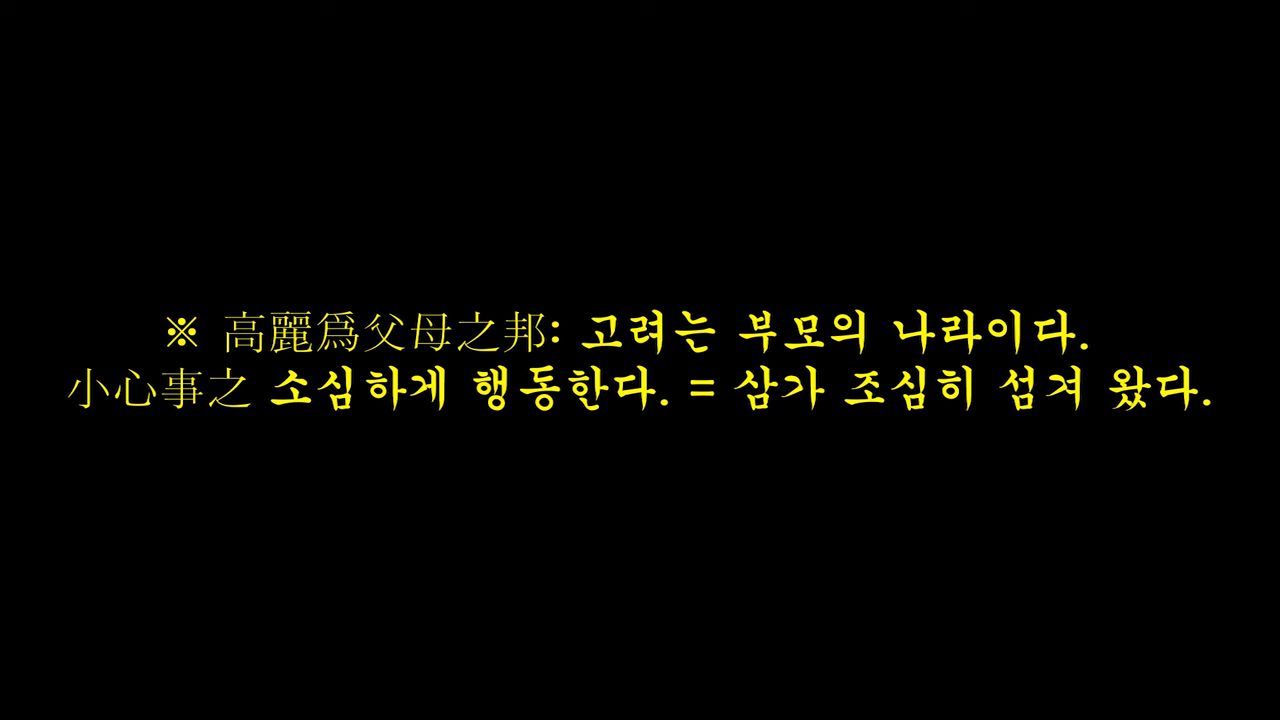 ※ 高麗爲父母之邦: 고려는 부모의 나라이다.
小心事之 소심하게 행동한다. = 삼가 조심히 섬겨 왔다.